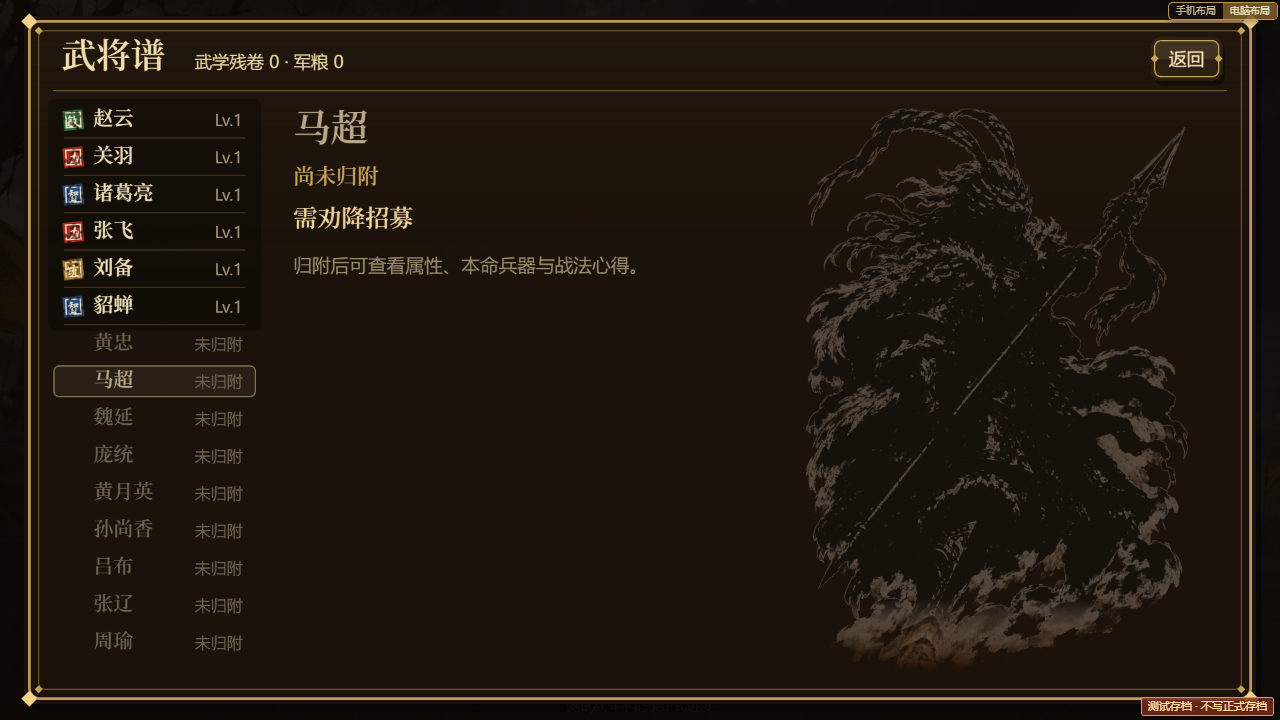 手机布局 电脑布局
武将谱 武学残卷 0 · 军粮 0 返回
赵云 Lv.1
关羽 Lv.1
诸葛亮 Lv.1
张飞 Lv.1
刘备 Lv.1
貂蝉 Lv.1
黄忠 未归附
马超 未归附
魏延 未归附
庞统 未归附
黄月英 未归附
孙尚香 未归附
吕布 未归附
张辽 未归附
周瑜 未归附
马超
尚未归附
需劝降招募
归附后可查看属性、本命兵器与战法心得。
测试存档 · 不写正式存档